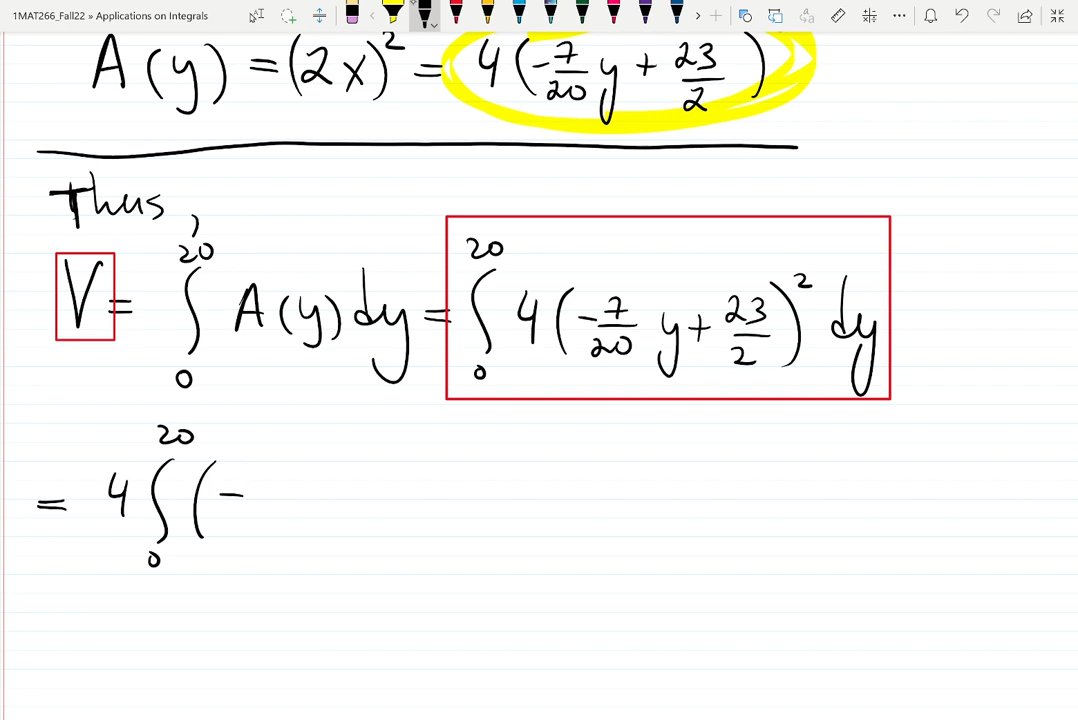 1MAT266_Fall22 » Applications on Integrals
A(y) = (2x)² = 4(-7/20 y + 23/2)²
Thus,
V = ∫₀²⁰ A(y)dy = ∫₀²⁰ 4(-7/20 y + 23/2)² dy
= 4 ∫₀²⁰ (-